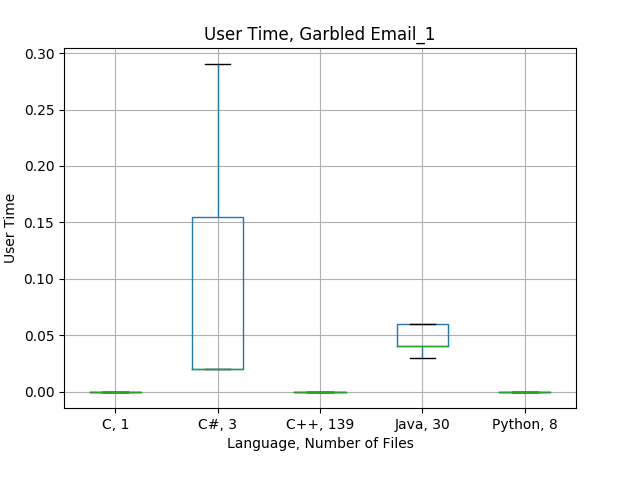 User Time, Garbled Email_1
0.30
0.25
0.20
0.15
0.10
0.05
0.00
User Time
C, 1
C#, 3
C++, 139
Java, 30
Python, 8
Language, Number of Files